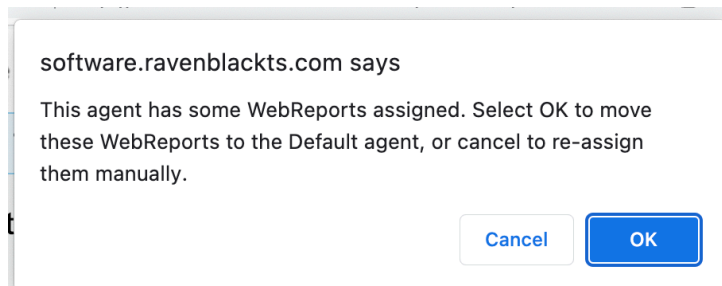 software.ravenblackts.com says
This agent has some WebReports assigned. Select OK to move
these WebReports to the Default agent, or cancel to re-assign
them manually.
Cancel
OK